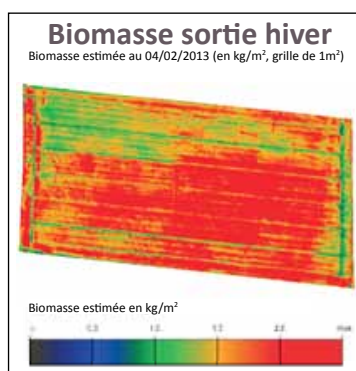 Biomasse sortie hiver
Biomasse estimée au 04/02/2013 (en kg/m², grille de 1m²)
Biomasse estimée en kg/m²